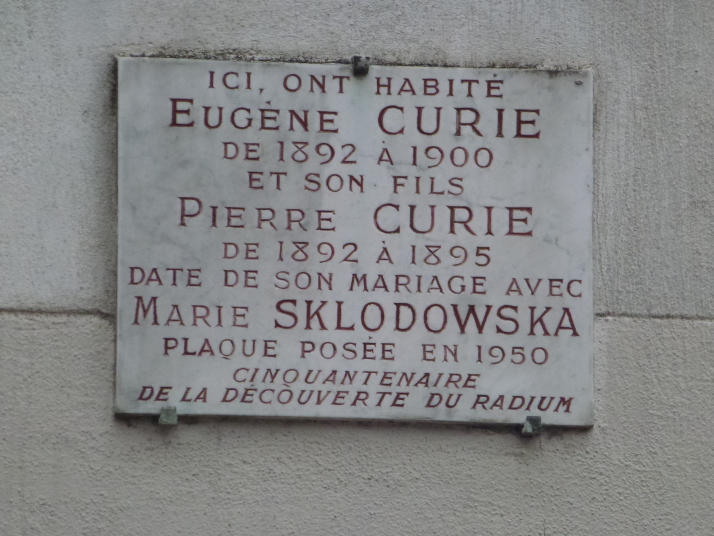 ICI, ONT HABITÉ
EUGÈNE CURIE
DE 1892 À 1900
ET SON FILS
PIERRE CURIE
DE 1892 À 1895
DATE DE SON MARIAGE AVEC
MARIE SKLODOWSKA
PLAQUE POSÉE EN 1950
CINQUANTENAIRE
DE LA DÉCOUVERTE DU RADIUM